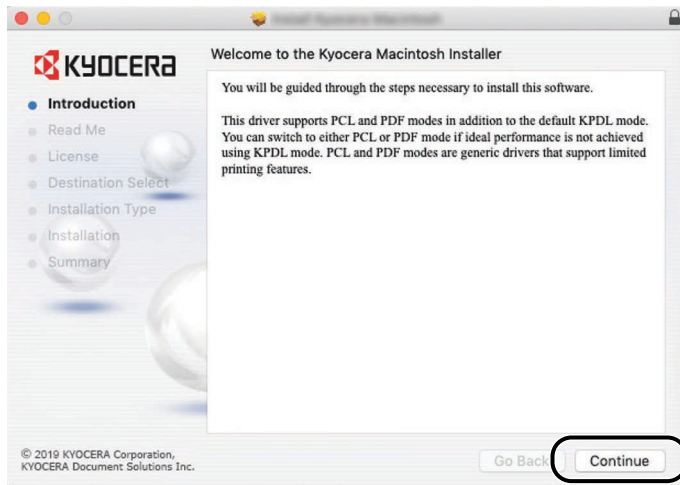 KYOCERA
Welcome to the Kyocera Macintosh Installer
Introduction
Read Me
License
Destination Select
Installation Type
Installation
Summary
You will be guided through the steps necessary to install this software.
This driver supports PCL and PDF modes in addition to the default KPDL mode.
You can switch to either PCL or PDF mode if ideal performance is not achieved
using KPDL mode. PCL and PDF modes are generic drivers that support limited
printing features.
© 2019 KYOCERA Corporation,
KYOCERA Document Solutions Inc.
Go Back
Continue